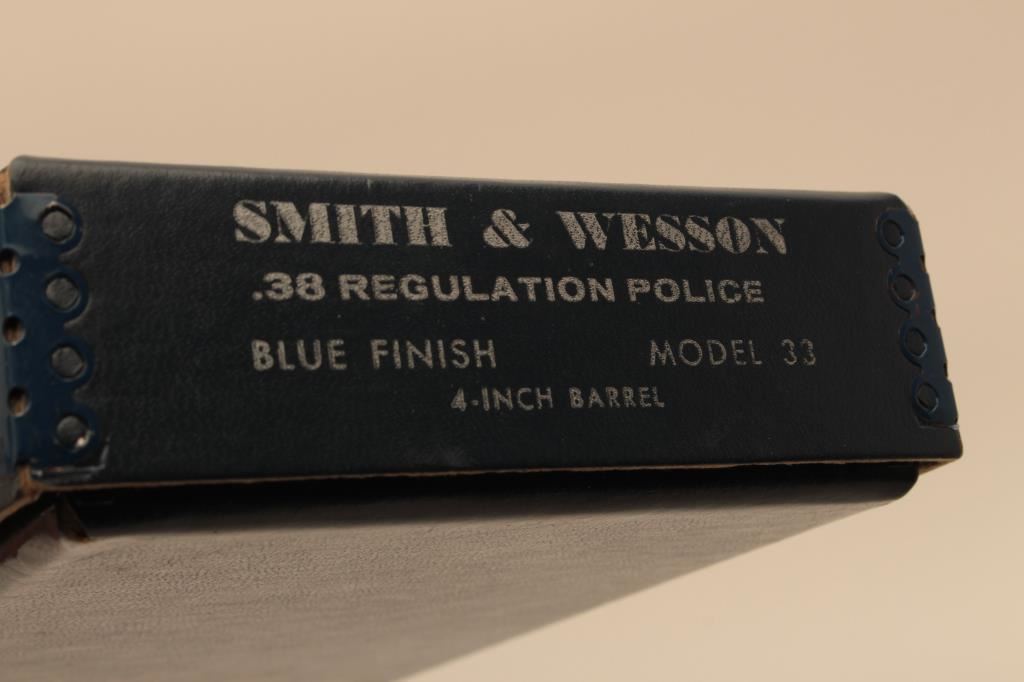 SMITH & WESSON
.38 REGULATION POLICE
BLUE FINISH MODEL 33
4-INCH BARREL